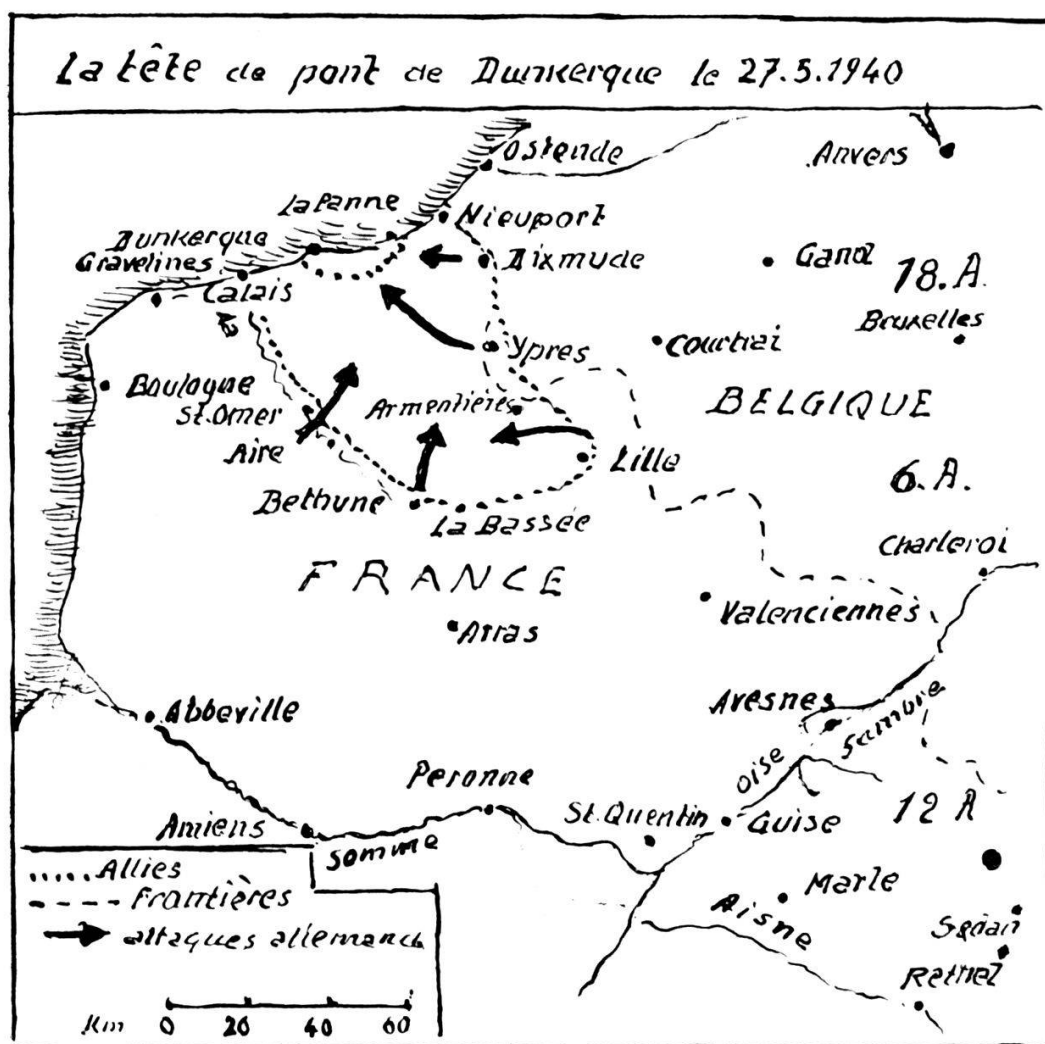 La tête de pont de Dunkerque le 27.5.1940
Ostende
Anvers
La Panne
Nieuport
Dunkerque
Gravelines
Dixmude
Gand
18. A.
Calais
Aa
Bruxelles
Ypres
Courtrai
Boulogne
St. Omer
Armentières
BELGIQUE
Aire
Lille
6. A.
Bethune
La Bassée
Charleroi
FRANCE
Valenciennes
Arras
Avesnes
Abbeville
Sambre
Oise
Peronne
St. Quentin
Guise
12 A
Amiens
Somme
Allies
Marle
Frontières
Aisne
attaques allemand
Sedan
Rethel
Km 0 20 40 60